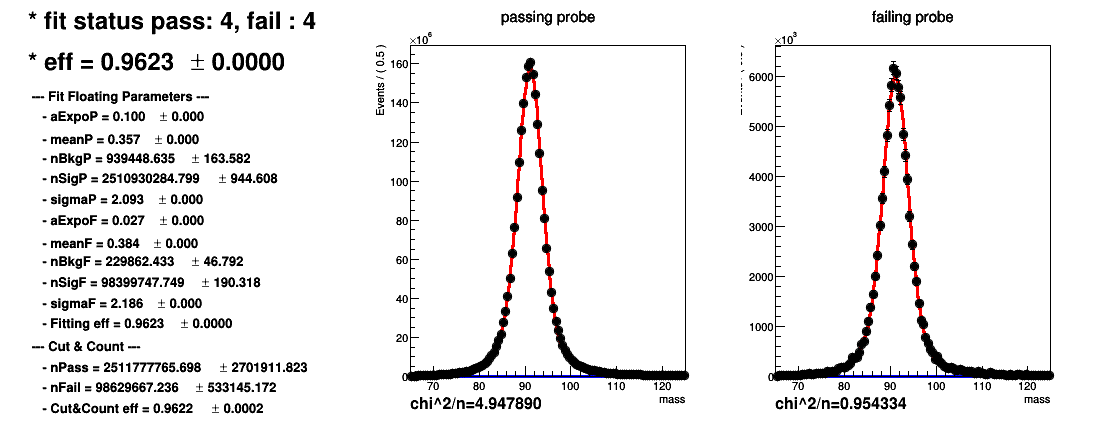 * fit status pass: 4, fail : 4
* eff = 0.9623 ± 0.0000
--- Fit Floating Parameters ---
- aExpoP = 0.100 ± 0.000
- meanP = 0.357 ± 0.000
- nBkgP = 939448.635 ± 163.582
- nSigP = 2510930284.799 ± 944.608
- sigmaP = 2.093 ± 0.000
- aExpoF = 0.027 ± 0.000
- meanF = 0.384 ± 0.000
- nBkgF = 229862.433 ± 46.792
- nSigF = 98399747.749 ± 190.318
- sigmaF = 2.186 ± 0.000
- Fitting eff = 0.9623 ± 0.0000
--- Cut & Count ---
- nPass = 2511777765.698 ± 2701911.823
- nFail = 98629667.236 ± 533145.172
- Cut&Count eff = 0.9622 ± 0.0002
passing probe
×10^6
Events / ( 0.5 )
160
140
120
100
80
60
40
20
0
70 80 90 100 110 120
mass
chi^2/n=4.947890
failing probe
×10^3
6000
5000
4000
3000
2000
1000
0
70 80 90 100 110 120
mass
chi^2/n=0.954334